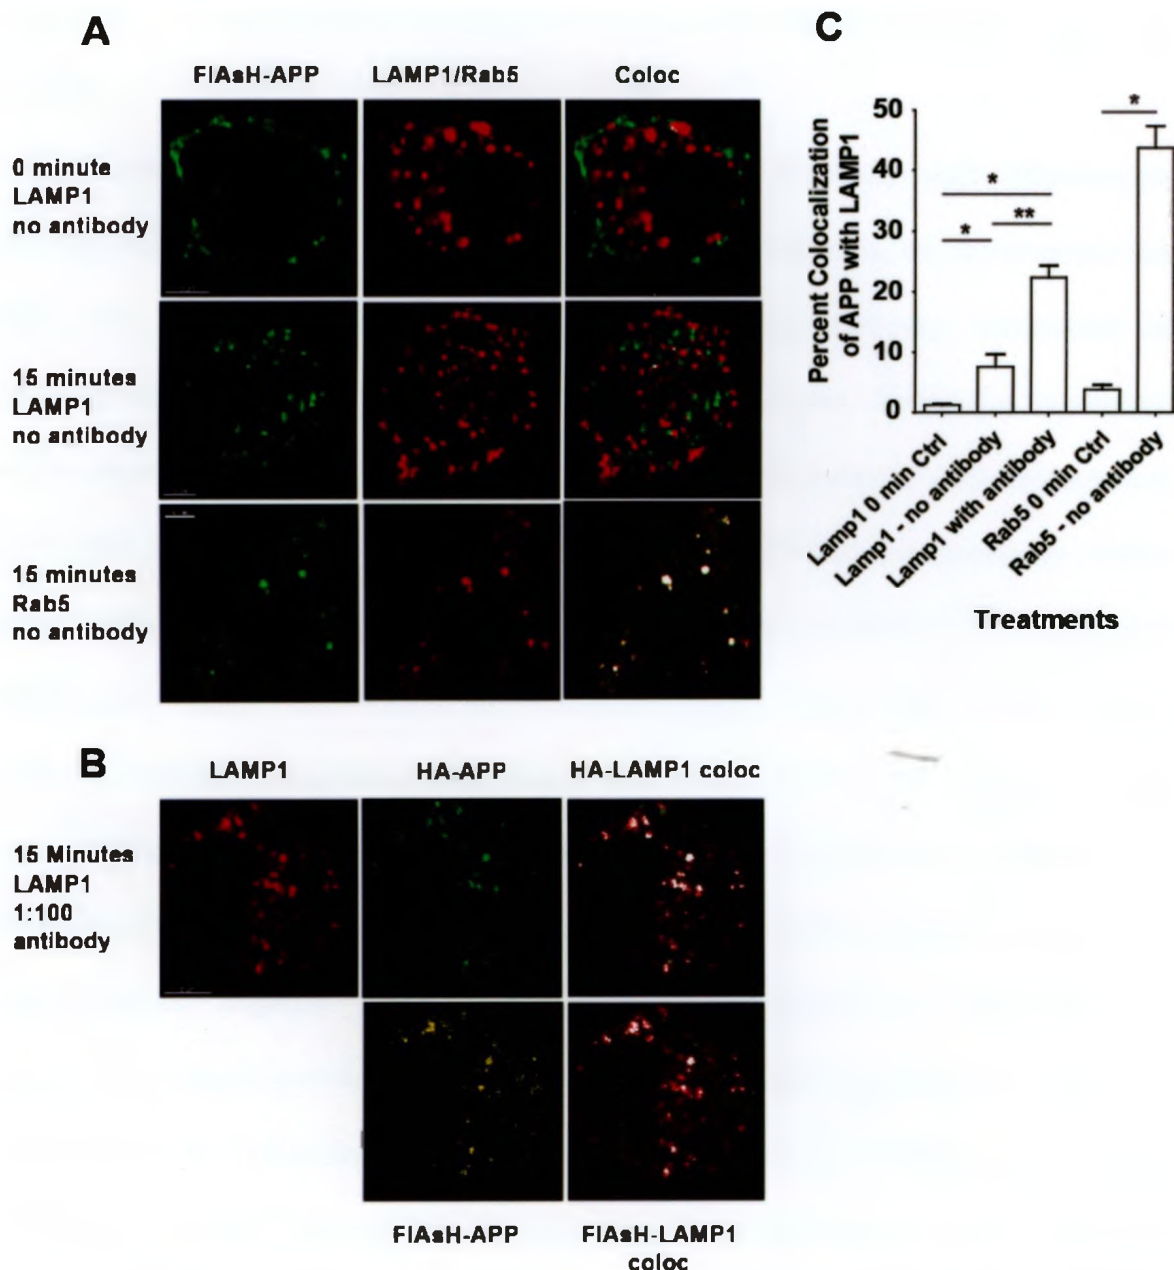 A
FlAsH-APP LAMP1/Rab5 Coloc
0 minute
LAMP1
no antibody
15 minutes
LAMP1
no antibody
15 minutes
Rab5
no antibody
B
LAMP1 HA-APP HA-LAMP1 coloc
15 Minutes
LAMP1
1:100
antibody
FlAsH-APP FlAsH-LAMP1
coloc
C
Percent Colocalization
of APP with LAMP1
50
40
30
20
10
0
*
*
*
**
Lamp1 0 min Ctrl
Lamp1 - no antibody
Lamp1 with antibody
Rab5 0 min Ctrl
Rab5 - no antibody
Treatments